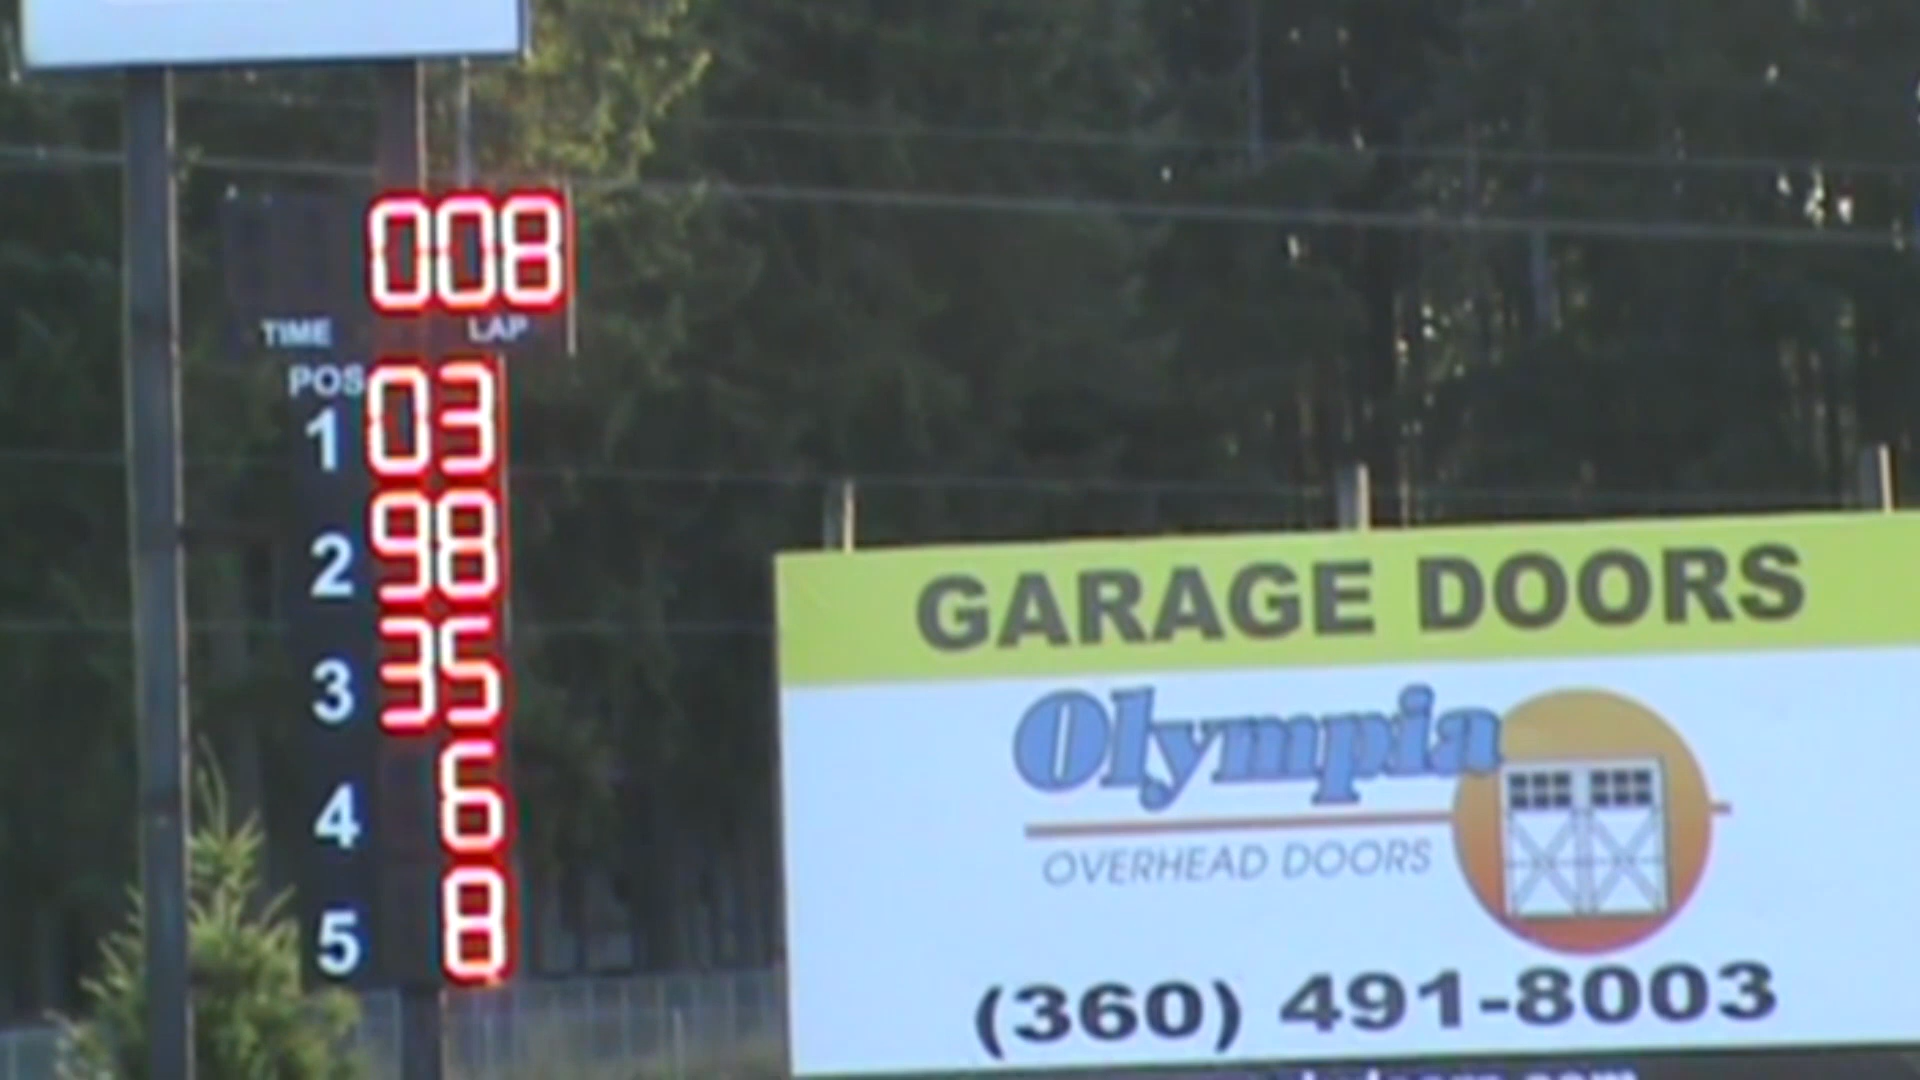 008
TIME LAP
POS
1 03
2 98
3 35
4 6
5 8
GARAGE DOORS
Olympia
OVERHEAD DOORS
(360) 491-8003